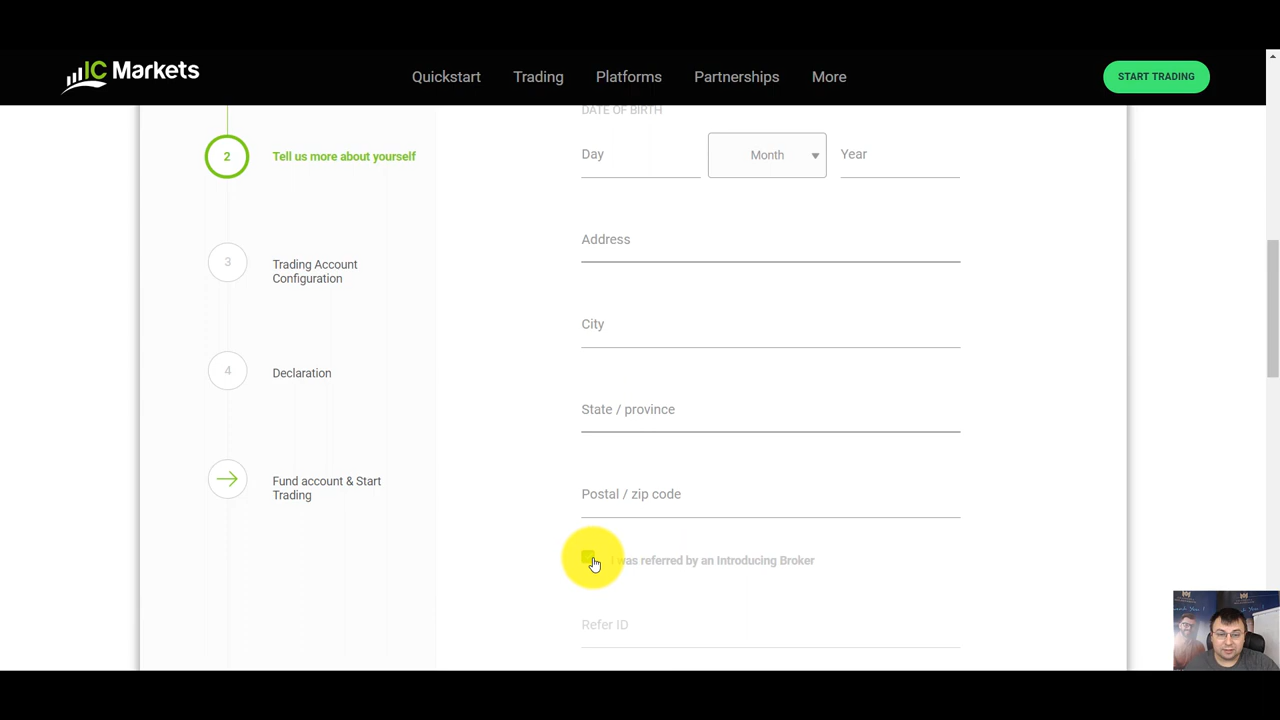 IC Markets
Quickstart
Trading
Platforms
Partnerships
More
START TRADING
2
Tell us more about yourself
3
Trading Account
Configuration
4
Declaration
Fund account & Start
Trading
DATE OF BIRTH
Day
Month
Year
Address
City
State / province
Postal / zip code
I was referred by an Introducing Broker
Refer ID